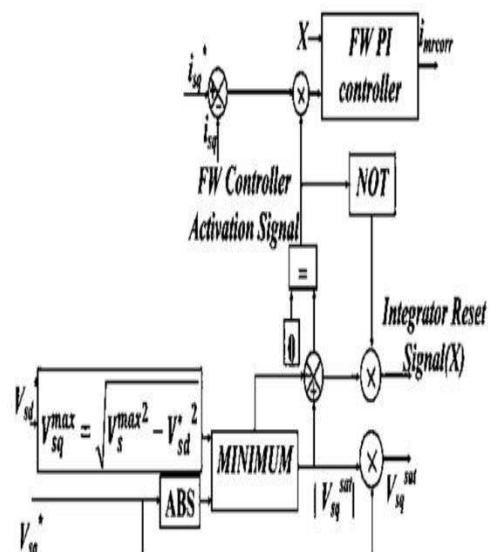 X
FW PI
controller
i_mrcorr
i_sq^*
+
−
×
i_sq
FW Controller
Activation Signal
NOT
=
0
Integrator Reset
Signal(X)
×
V_sd
V_sq^max = √V_s^max² − V_sd^*²
MINIMUM
ABS
|V_sq^sat|
×
V_sq^sat
V_sq^*